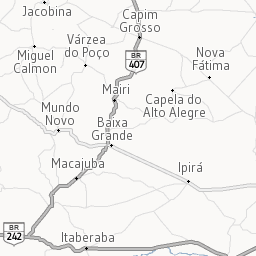 Jacobina
Capim
Grosso
BR
407
Várzea
do Poço
Miguel
Calmon
Nova
Fátima
Mairi
Capela do
Alto Alegre
Mundo
Novo
Baixa
Grande
Macajuba
Ipirá
BR
242
Itaberaba